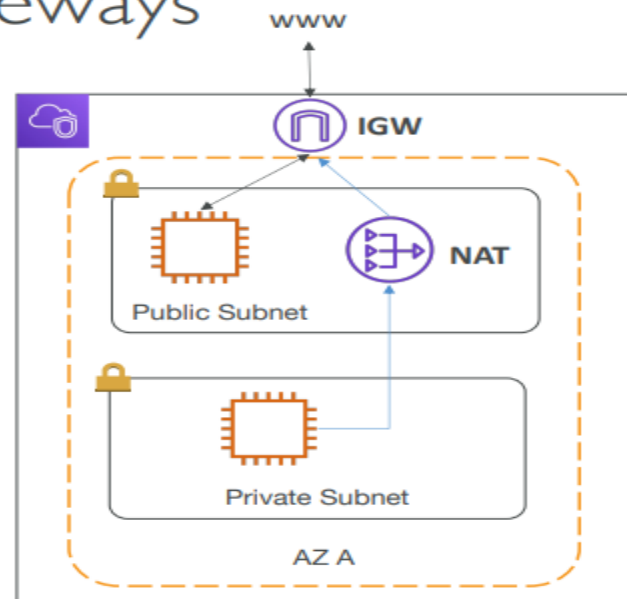 eways
www
IGW
NAT
Public Subnet
Private Subnet
AZ A